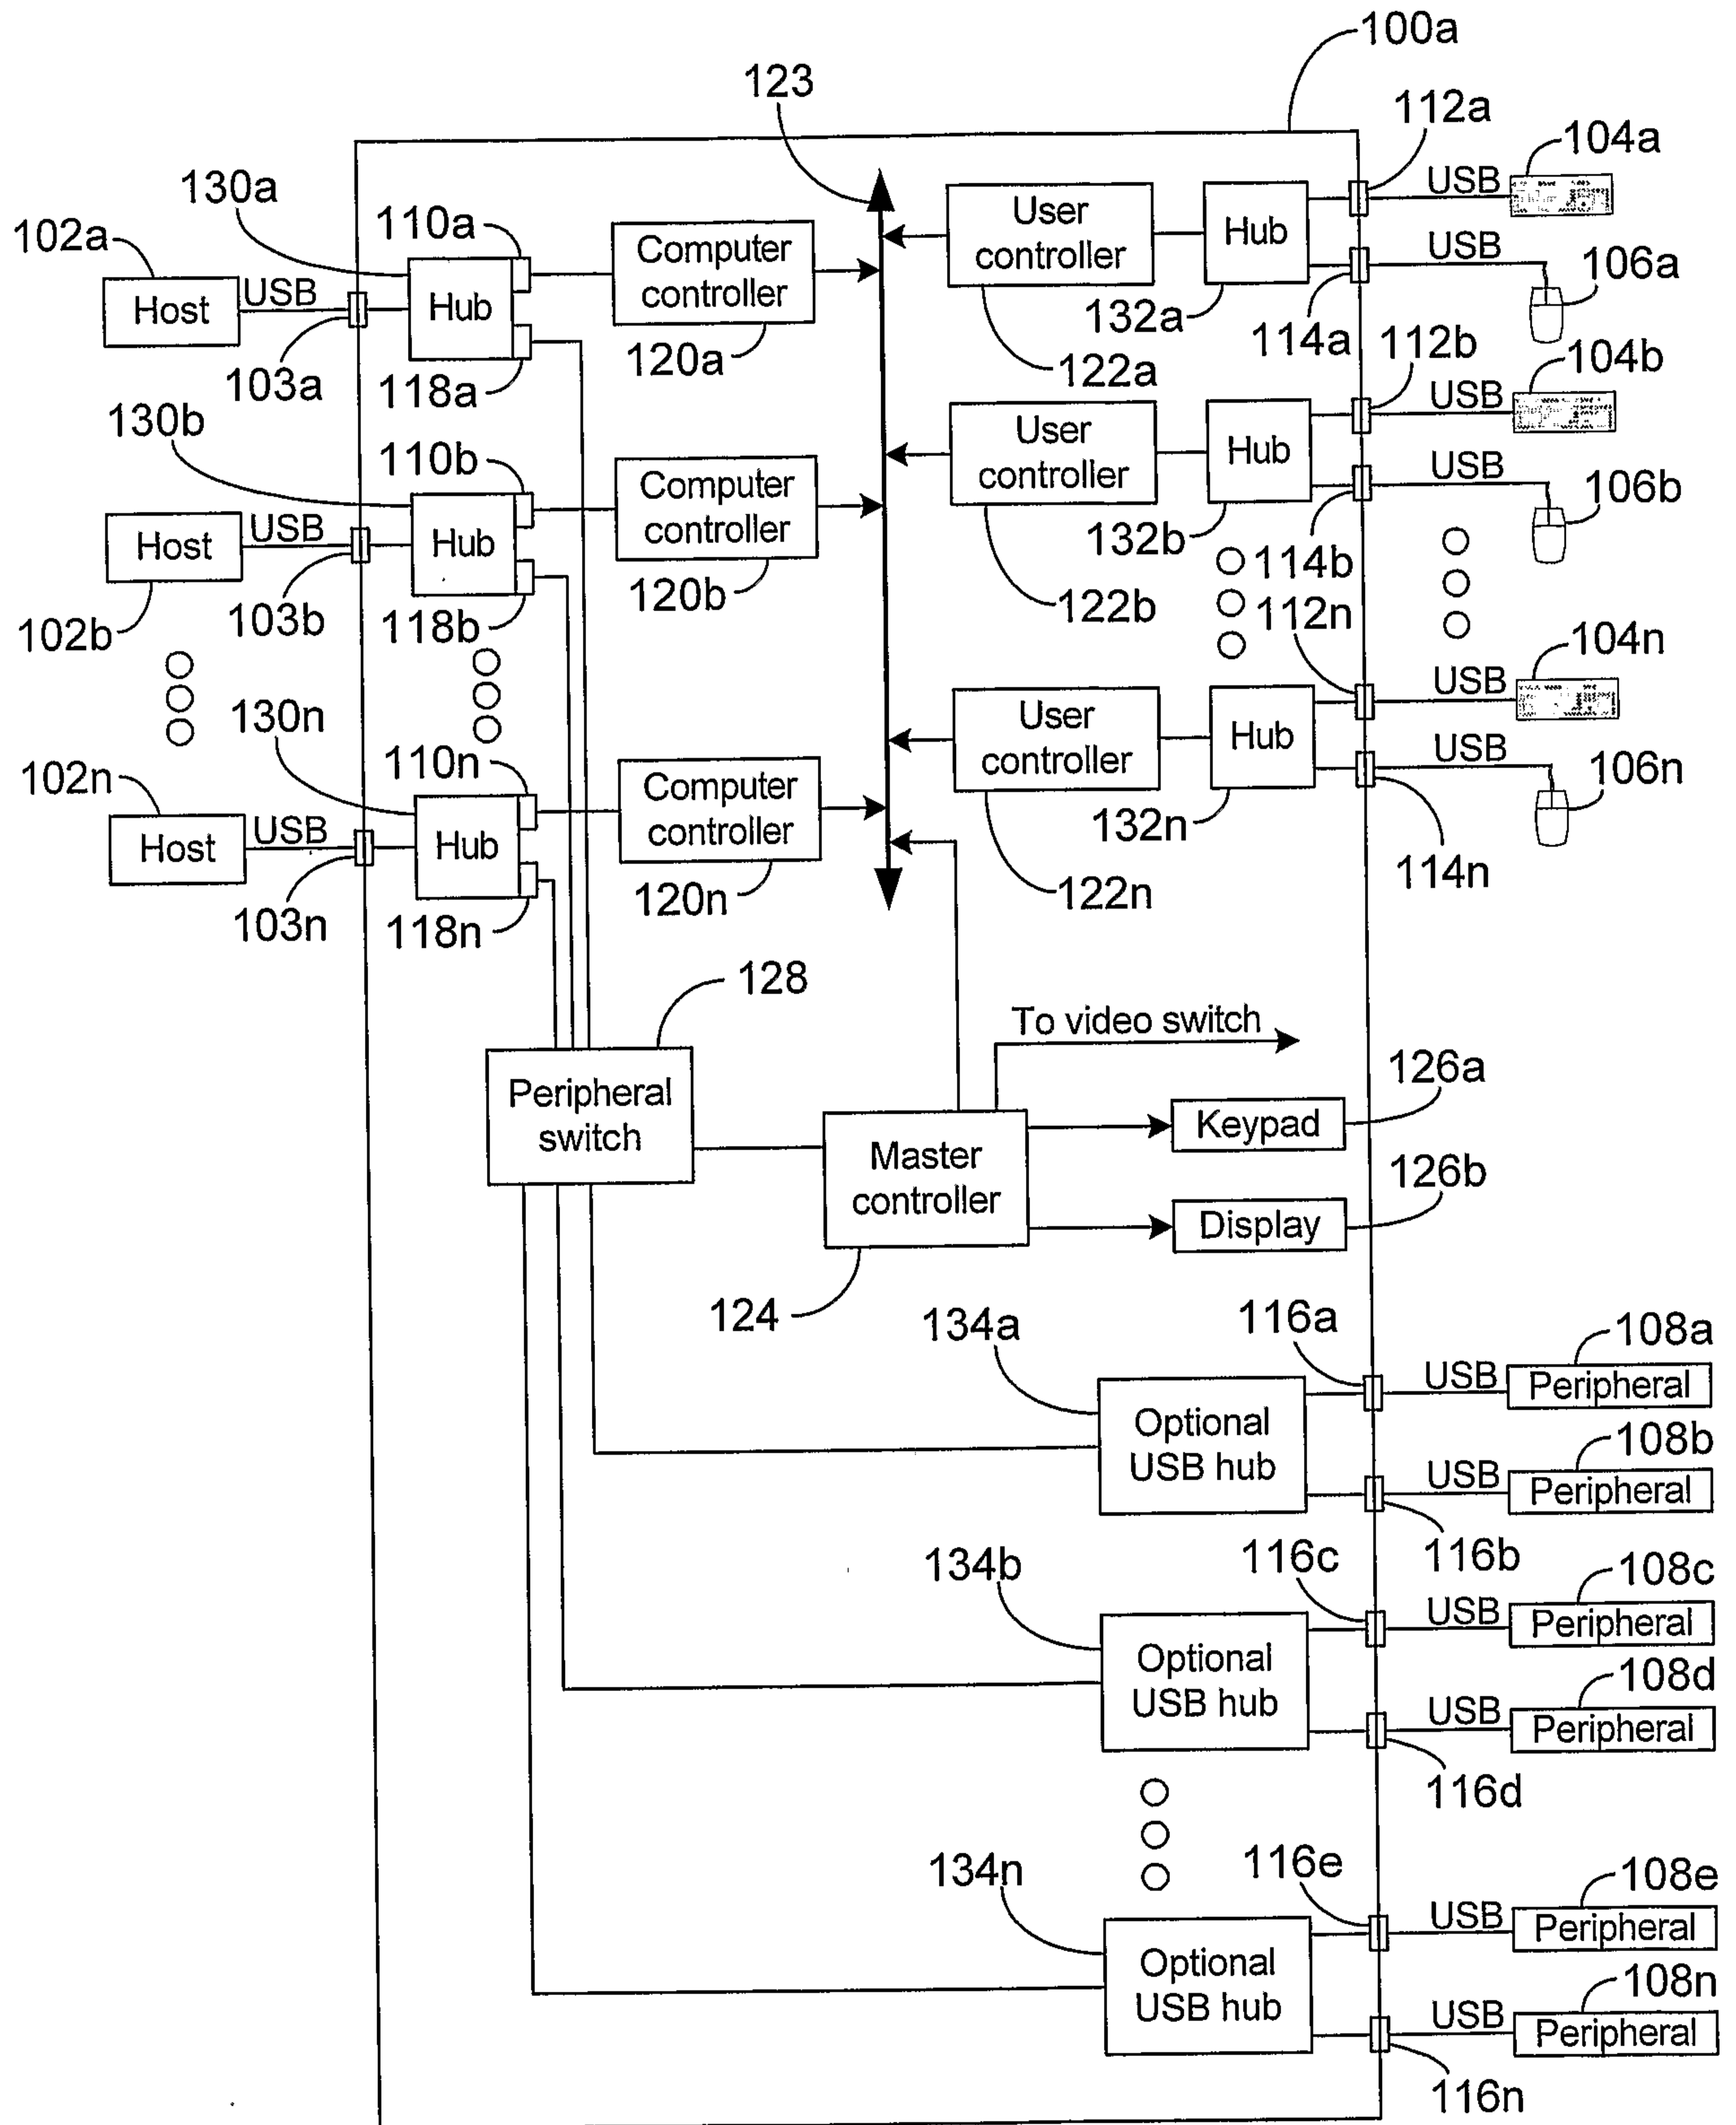 100a
123
112a
104a
130a
USB
User
controller
Hub
110a
102a
Computer
controller
USB
106a
Host
USB
Hub
132a
114a
112b
104b
103a
118a
120a
122a
USB
130b
110b
User
controller
Hub
USB
106b
Computer
controller
Host
USB
Hub
132b
114b
102b
103b
118b
120b
122b
112n
104n
130n
110n
User
controller
Hub
USB
102n
Computer
controller
USB
106n
Host
USB
Hub
132n
114n
103n
118n
120n
122n
128
To video switch
126a
Peripheral
switch
Keypad
Master
controller
126b
Display
124
134a
116a
108a
USB
Peripheral
Optional
USB hub
108b
USB
Peripheral
116b
134b
116c
108c
USB
Peripheral
Optional
USB hub
108d
USB
Peripheral
116d
134n
116e
108e
USB
Peripheral
Optional
USB hub
108n
USB
Peripheral
116n